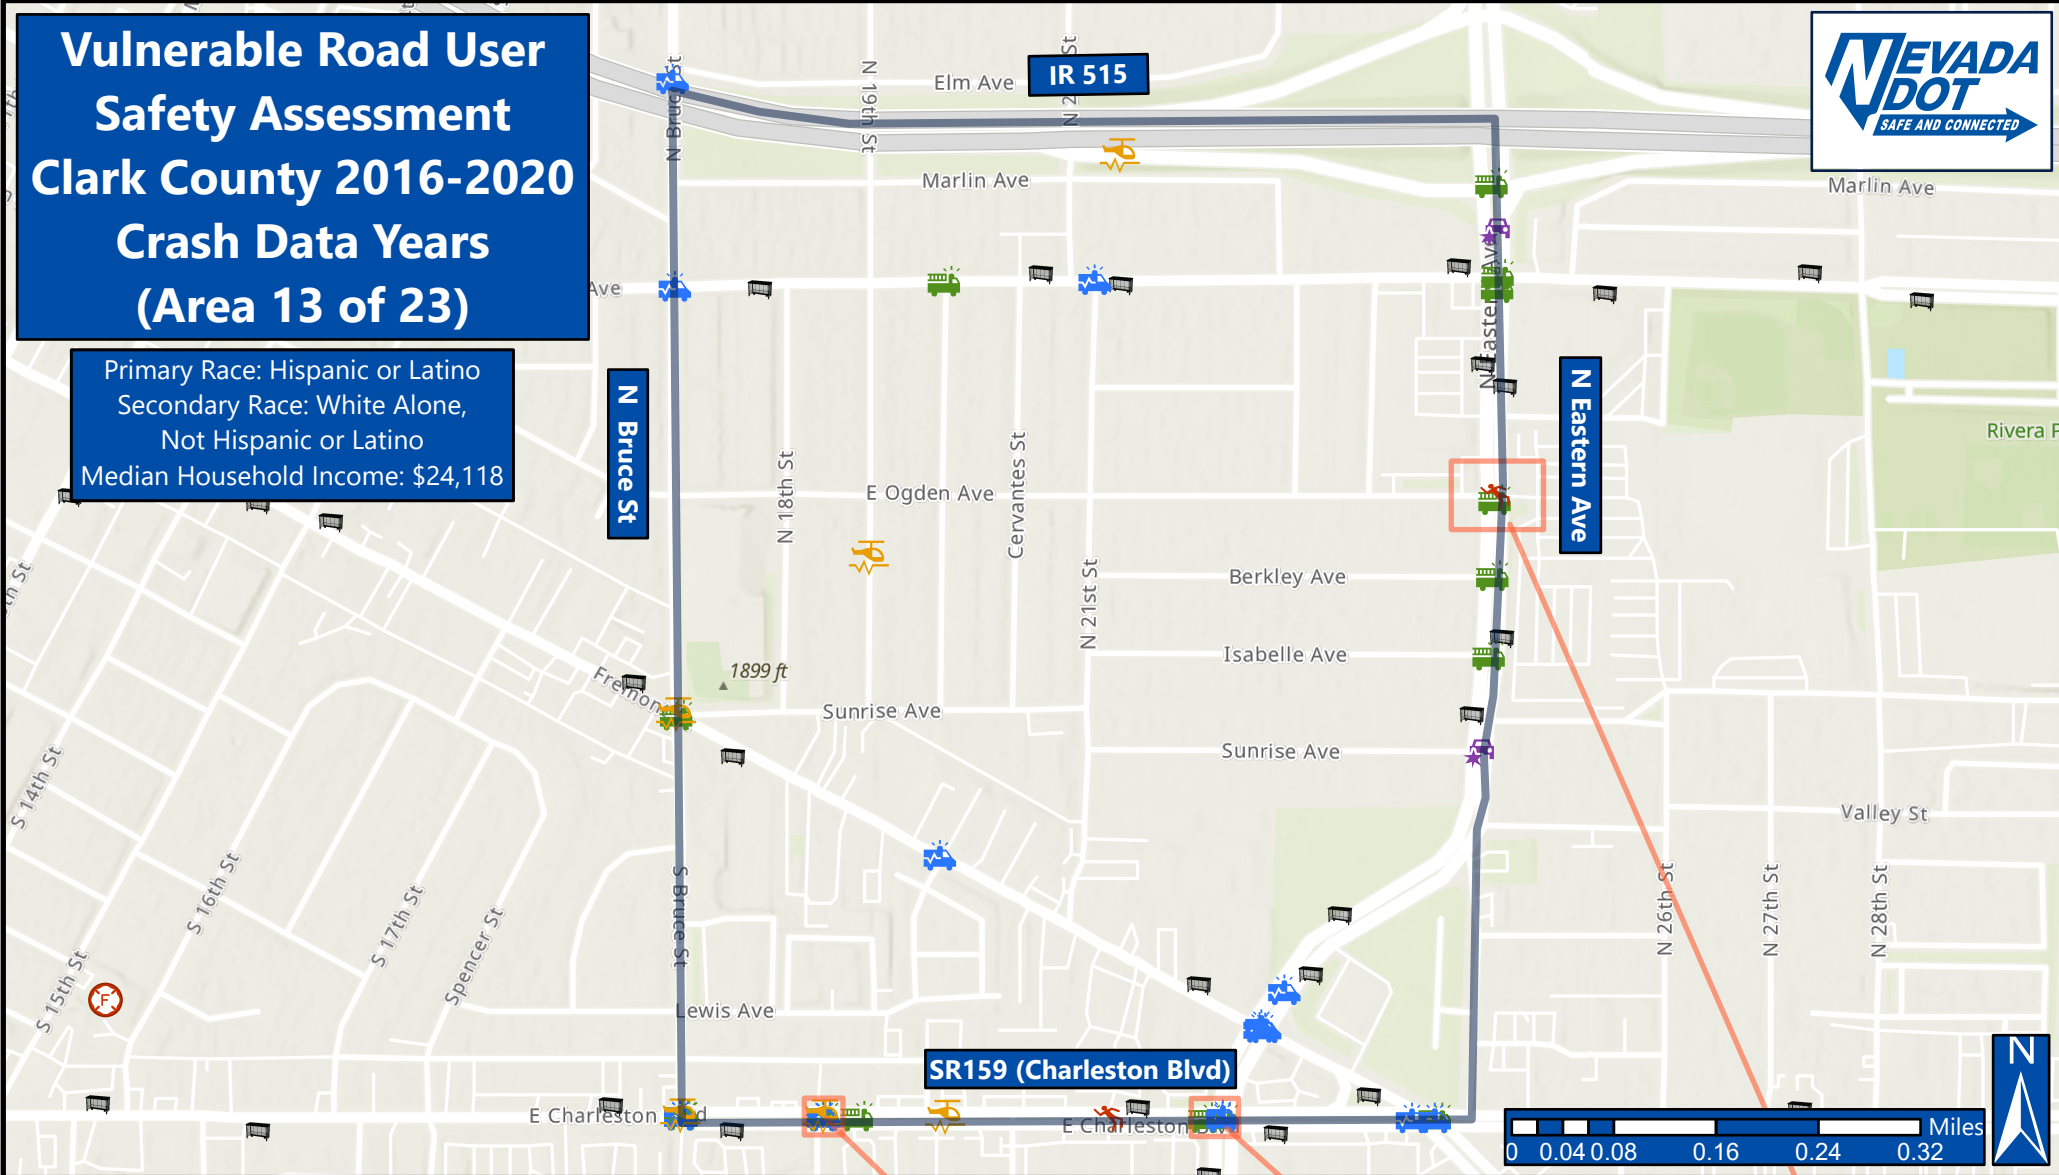 Vulnerable Road User
Safety Assessment
Clark County 2016-2020
Crash Data Years
(Area 13 of 23)
Primary Race: Hispanic or Latino
Secondary Race: White Alone,
Not Hispanic or Latino
Median Household Income: $24,118
NEVADA
DOT
SAFE AND CONNECTED
IR 515
Elm Ave
N Bruce St
N 19th St
Marlin Ave
Marlin Ave
Ave
N Eastern Ave
N Bruce St
N Eastern Ave
Rivera P
E Ogden Ave
N 18th St
Cervantes St
N 21st St
Berkley Ave
Isabelle Ave
1899 ft
Sunrise Ave
Sunrise Ave
Valley St
S 14th St
S 16th St
S 17th St
Spencer St
S 15th St
F
S Bruce St
Lewis Ave
N 26th St
N 27th St
N 28th St
SR159 (Charleston Blvd)
E Charleston
E Charleston Blvd
N
Miles
0 0.04 0.08 0.16 0.24 0.32